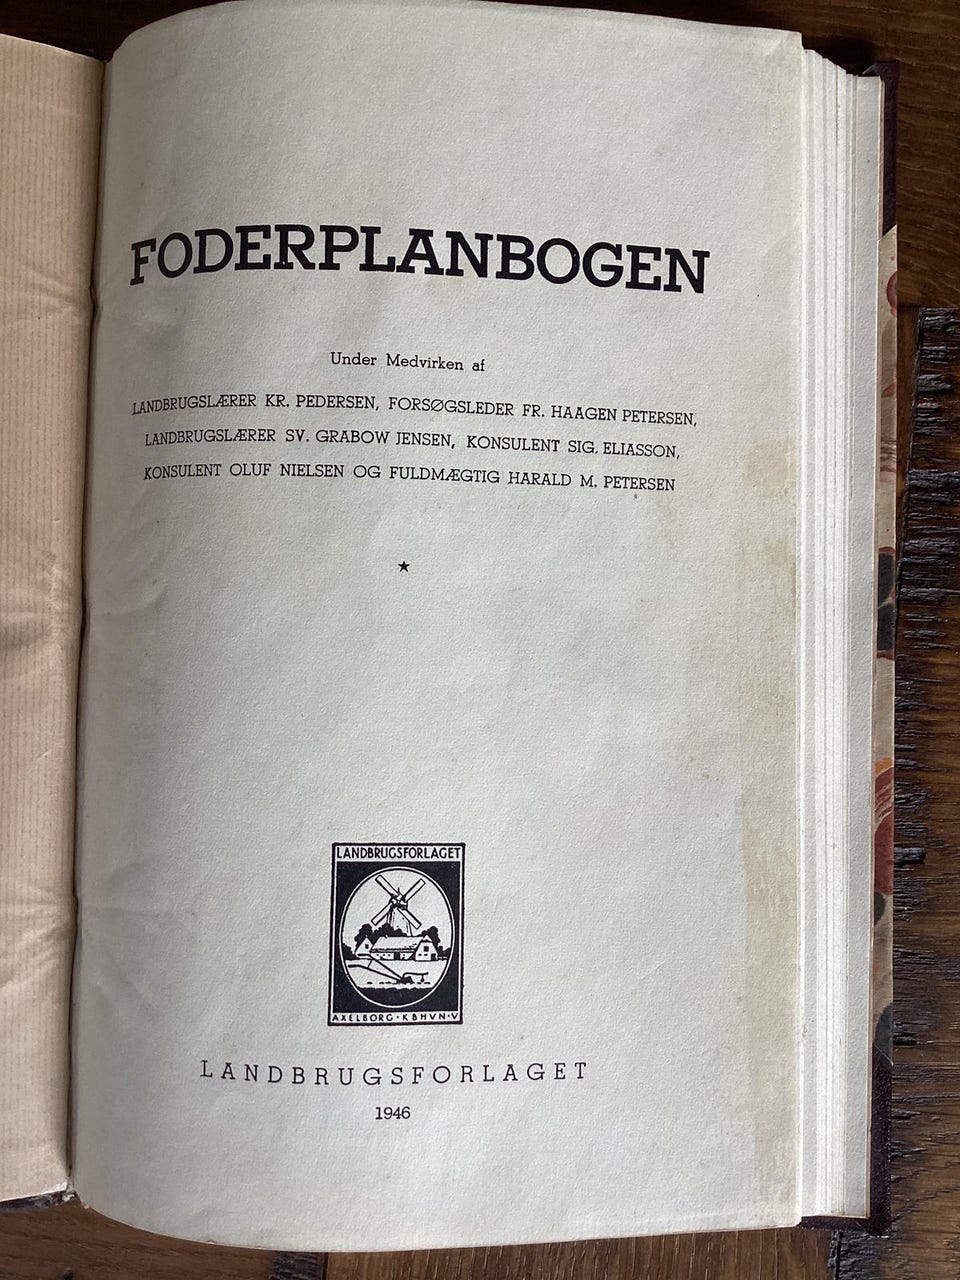 FODERPLANBOGEN
Under Medvirken af
LANDBRUGSLÆRER KR. PEDERSEN, FORSØGSLEDER FR. HAAGEN PETERSEN,
LANDBRUGSLÆRER SV. GRABOW JENSEN, KONSULENT SIG. ELIASSON,
KONSULENT OLUF NIELSEN OG FULDMÆGTIG HARALD M. PETERSEN
LANDBRUGSFORLAGET
AXELBORG · KBHVN · V
LANDBRUGSFORLAGET
1946